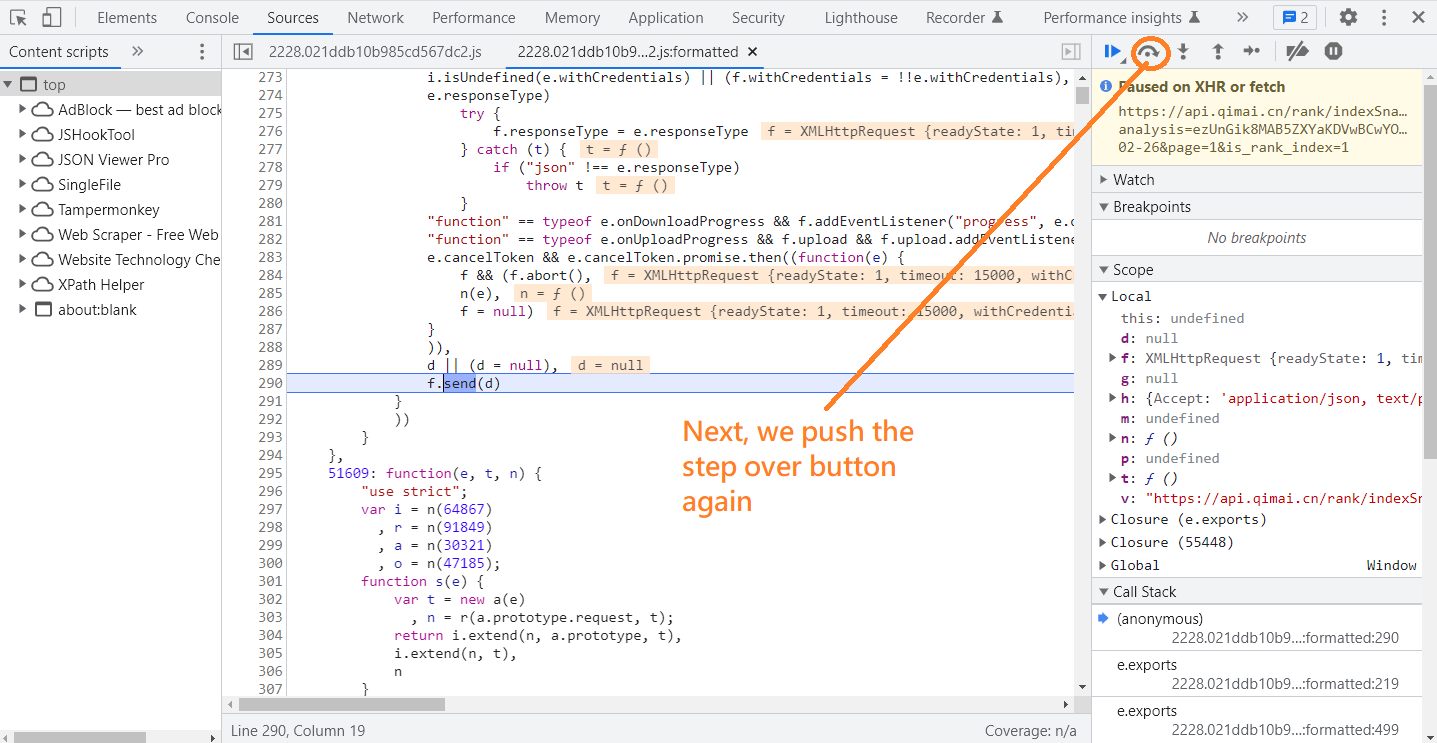 Elements Console Sources Network Performance Memory Application Security Lighthouse Recorder Performance insights 2
Content scripts
2228.021ddb10b985cd567dc2.js 2228.021ddb10b9…2.js:formatted
top
AdBlock — best ad block
JSHookTool
JSON Viewer Pro
SingleFile
Tampermonkey
Web Scraper - Free Web
Website Technology Che
XPath Helper
about:blank
273 i.isUndefined(e.withCredentials) || (f.withCredentials = !!e.withCredentials),
274 e.responseType)
275 try {
276 f.responseType = e.responseType f = XMLHttpRequest {readyState: 1, tim
277 } catch (t) { t = ƒ ()
278 if ("json" !== e.responseType)
279 throw t t = ƒ ()
280 }
281 "function" == typeof e.onDownloadProgress && f.addEventListener("progress", e.o
282 "function" == typeof e.onUploadProgress && f.upload && f.upload.addEventListene
283 e.cancelToken && e.cancelToken.promise.then((function(e) {
284 f && (f.abort(), f = XMLHttpRequest {readyState: 1, timeout: 15000, withC
285 n(e), n = ƒ ()
286 f = null) f = XMLHttpRequest {readyState: 1, timeout: 15000, withCredentia
287 }
288 )),
289 d || (d = null), d = null
290 f.send(d)
291 }
292 ))
293 }
294 },
295 51609: function(e, t, n) {
296 "use strict";
297 var i = n(64867)
298 , r = n(91849)
299 , a = n(30321)
300 , o = n(47185);
301 function s(e) {
302 var t = new a(e)
303 , n = r(a.prototype.request, t);
304 return i.extend(n, a.prototype, t),
305 i.extend(n, t),
306 n
307 }
Next, we push the
step over button
again
Line 290, Column 19
Coverage: n/a
Paused on XHR or fetch
https://api.qimai.cn/rank/indexSna…
analysis=ezUnGik8MAB5ZXYaKDVwBCwYO…
02-26&page=1&is_rank_index=1
Watch
Breakpoints
No breakpoints
Scope
Local
this: undefined
d: null
f: XMLHttpRequest {readyState: 1, tim
g: null
h: {Accept: 'application/json, text/p
m: undefined
n: ƒ ()
p: undefined
t: ƒ ()
v: "https://api.qimai.cn/rank/indexSn
Closure (e.exports)
Closure (55448)
Global Window
Call Stack
(anonymous)
2228.021ddb10b9…:formatted:290
e.exports
2228.021ddb10b9…:formatted:219
e.exports
2228.021ddb10b9…:formatted:499